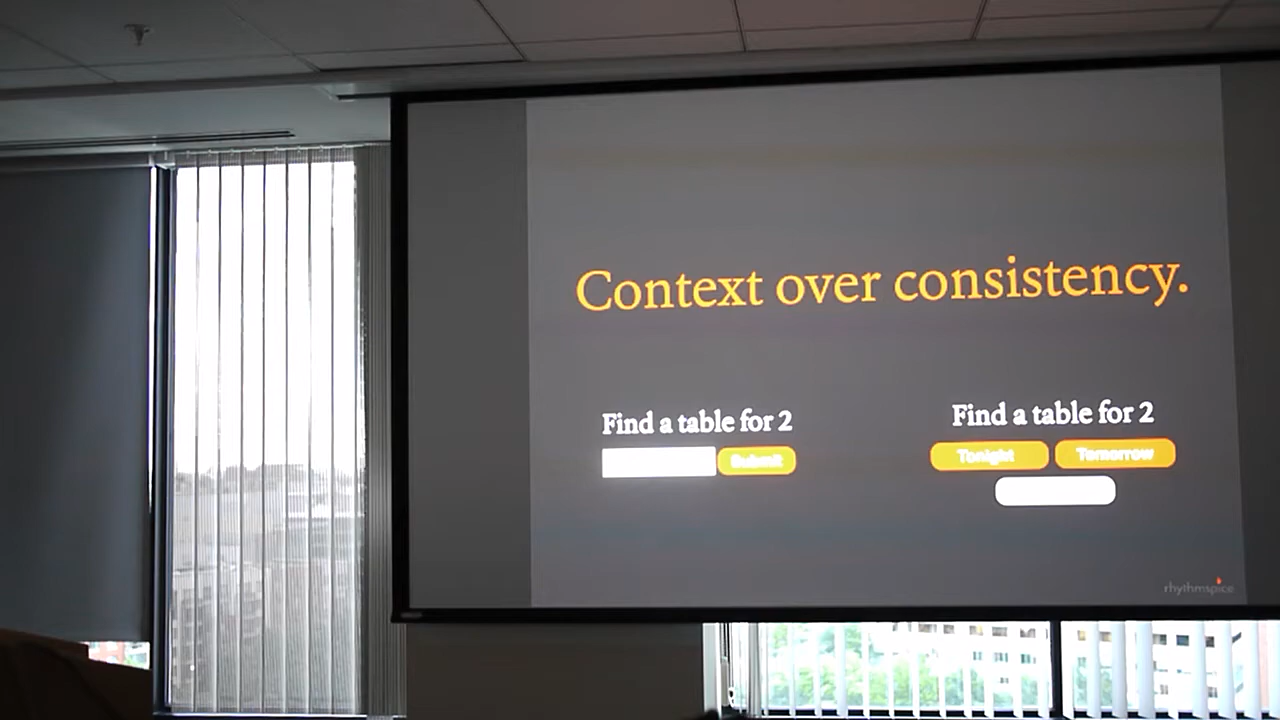 Context over consistency.
Find a table for 2
Submit
Find a table for 2
Tonight Tomorrow
rhythmspice